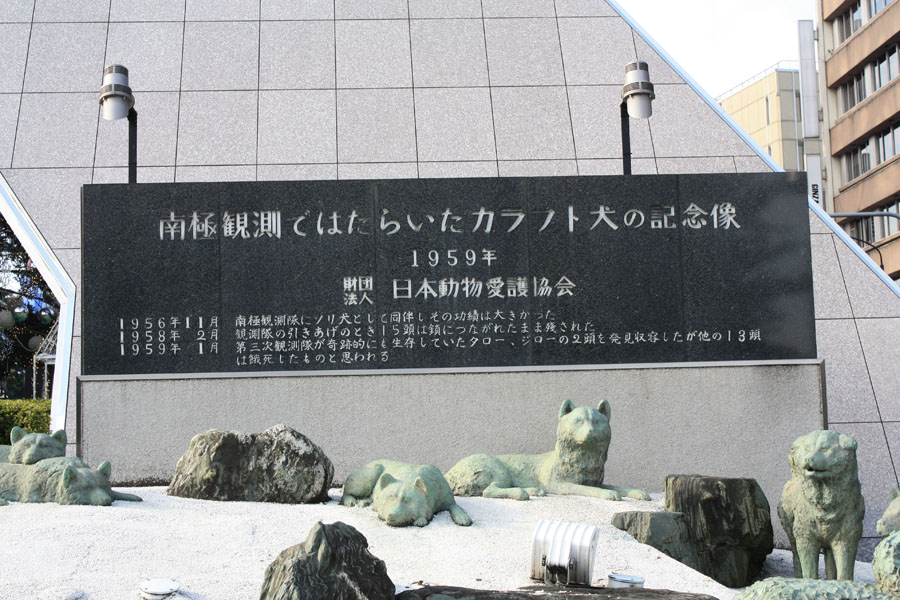 南極観測ではたらいたカラフト犬の記念像
1959年
財団法人 日本動物愛護協会
1956年11月 南極観測隊にソリ犬として同伴しその功績は大きかった
1958年 2月 観測隊の引きあげのとき15頭は鎖につながれたまま残された
1959年 1月 第三次観測隊が奇跡的にも生存していたタロー、ジローの2頭を発見収容したが他の13頭
は餓死したものと思われる